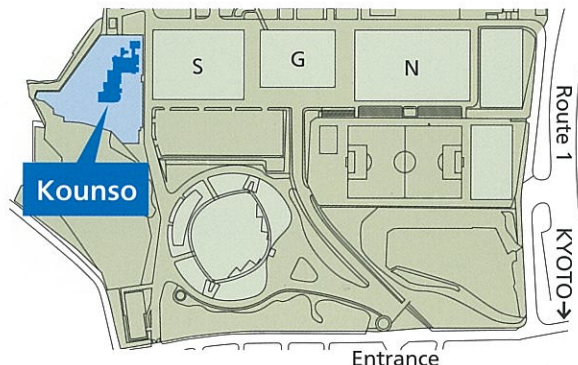 S
G
N
Kounso
Route 1
KYOTO→
Entrance